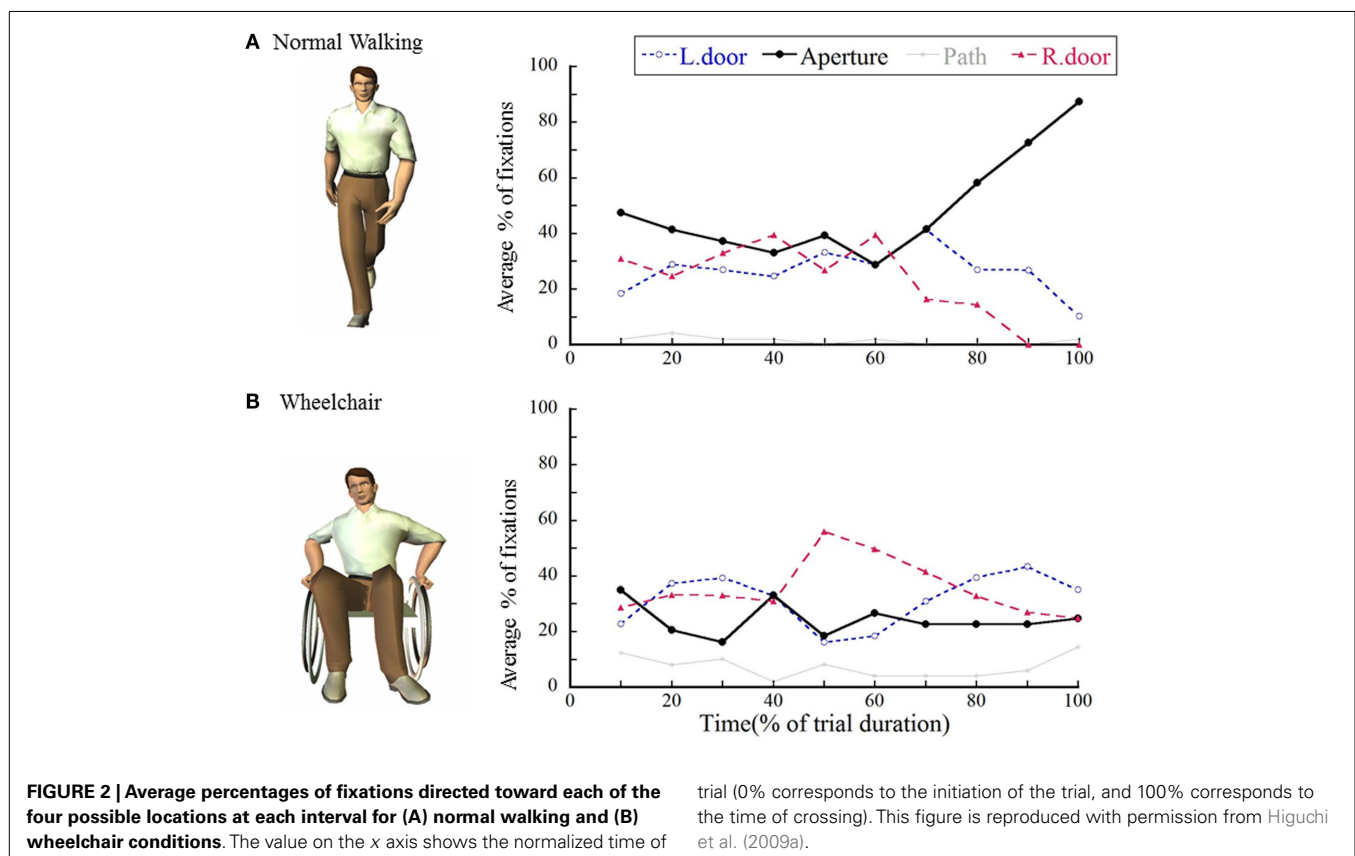 A Normal Walking
L.door Aperture Path R.door
100
80
60
40
20
0
Average % of fixations
0 20 40 60 80 100
B Wheelchair
100
80
60
40
20
0
Average % of fixations
0 20 40 60 80 100
Time(% of trial duration)
FIGURE 2 | Average percentages of fixations directed toward each of the
four possible locations at each interval for (A) normal walking and (B)
wheelchair conditions. The value on the x axis shows the normalized time of
trial (0% corresponds to the initiation of the trial, and 100% corresponds to
the time of crossing). This figure is reproduced with permission from Higuchi
et al. (2009a).